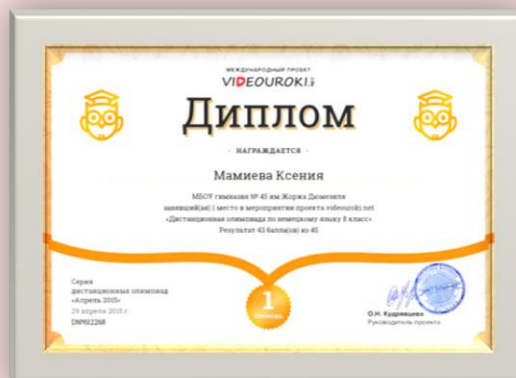 МЕЖДУНАРОДНЫЙ ПРОЕКТ
VIDEOUROKI
Диплом
· НАГРАЖДАЕТСЯ ·
Мамиева Ксения
МБОУ гимназия № 45 им.Жоржа Дюмезиля
занявший(ая) 1 место в мероприятии проекта videouroki.net
«Дистанционная олимпиада по немецкому языку 8 класс»
Результат 43 балла(ов) из 45
1
Серия
дистанционных олимпиад
«Апрель 2015»
29 апреля 2015 г.
О.Н. Кудрявцева
Руководитель проекта